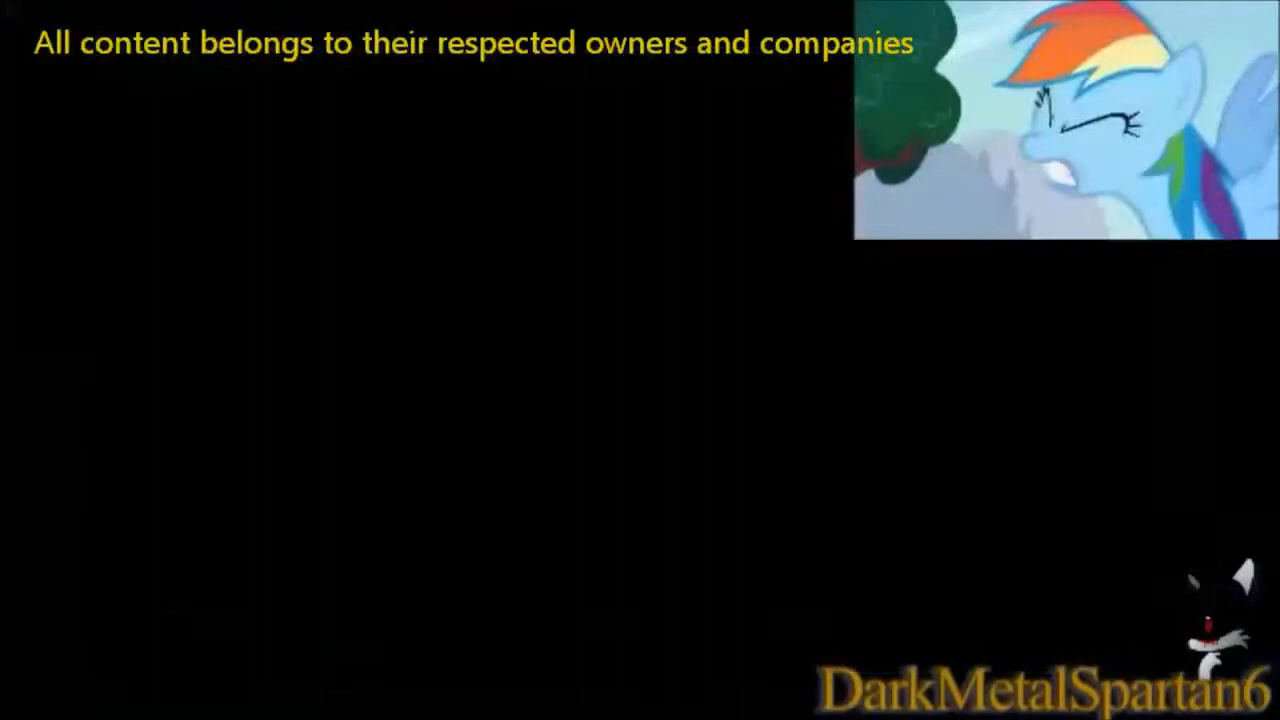 All content belongs to their respected owners and companies
DarkMetalSpartan6